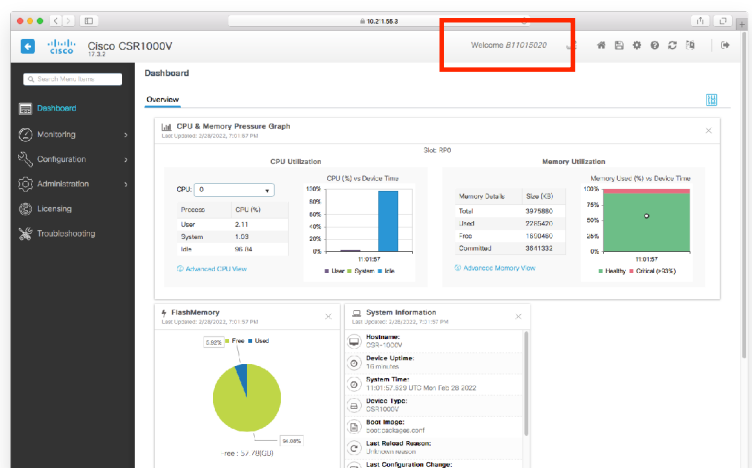 10.211.55.3
Cisco CSR1000V
17.3.2
Welcome B11015020
Search Menu Items
Dashboard
Monitoring
Configuration
Administration
Licensing
Troubleshooting
Dashboard
Overview
CPU & Memory Pressure Graph
Last Updated: 2/28/2022, 7:01:57 PM
Slot: RP0
CPU Utilization
CPU: 0
Process CPU (%)
User 2.11
System 1.03
Idle 96.84
Advanced CPU View
CPU (%) vs Device Time
100%
80%
60%
40%
20%
11:01:57
User System Idle
Memory Utilization
Memory Details Size (KB)
Total 3975880
Used
Free
Committed 3641332
Advanced Memory View
Memory Used (%) vs Device Time
100%
75%
50%
25%
0%
11:01:57
Healthy Critical (>93%)
FlashMemory
Last Updated: 2/28/2022, 7:01:57 PM
Free Used
5.92%
94.08%
Free : 57.78(GB)
System Information
Last Updated: 2/28/2022, 7:01:57 PM
Hostname:
CSR-1000V
Device Uptime:
16 minutes
System Time:
11:01:57.529 UTC Mon Feb 28 2022
Device Type:
CSR1000V
Boot Image:
boot:packages.conf
Last Reload Reason:
Unknown reason
Last Configuration Change: